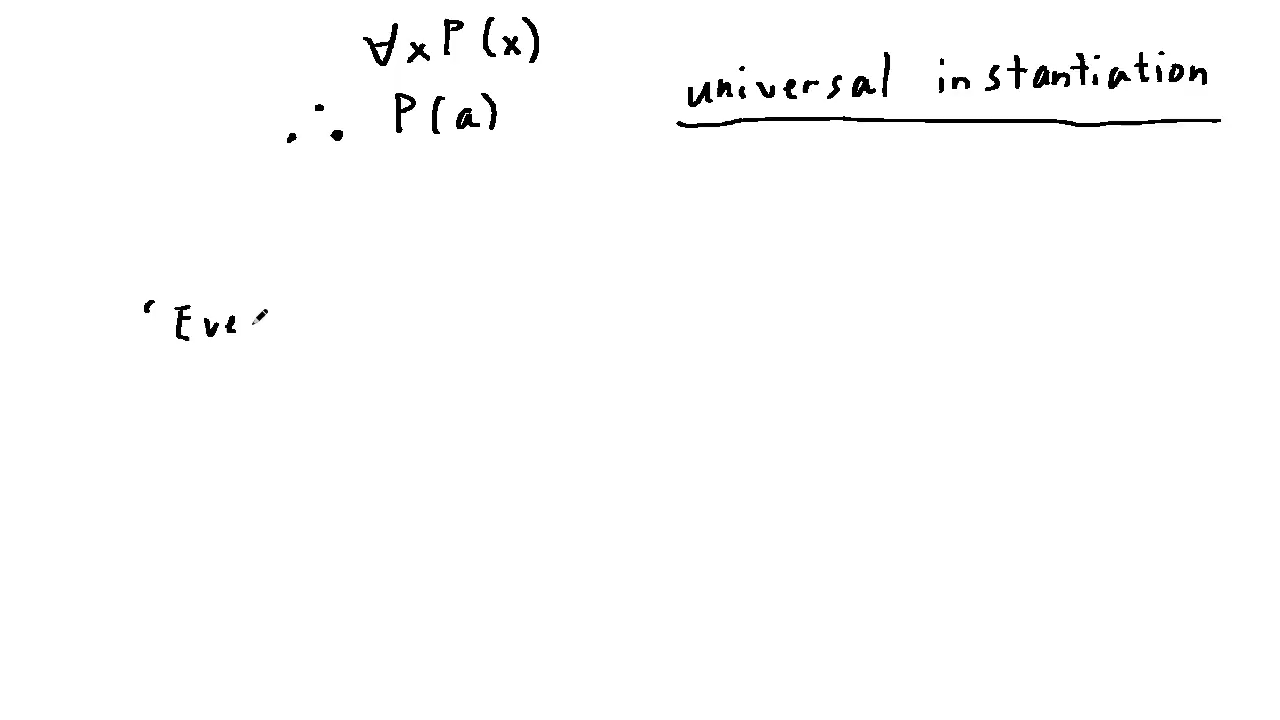 ∀x P(x)
∴ P(a)
universal instantiation
‘Eve